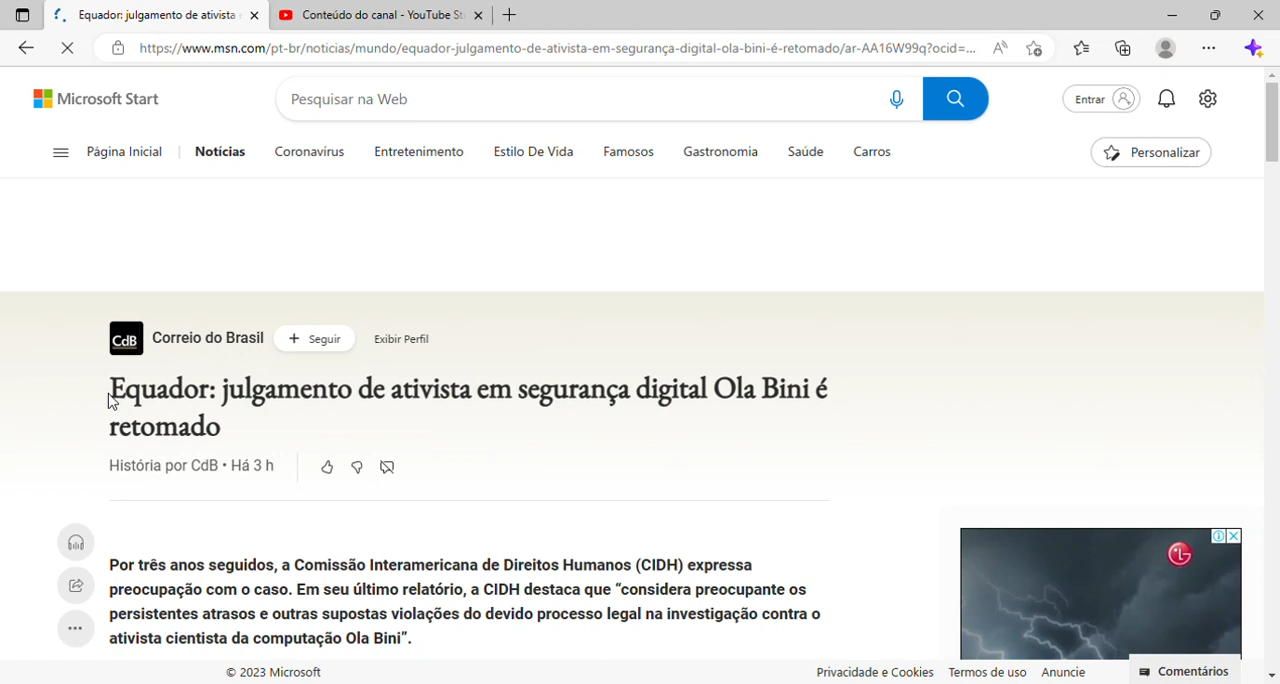 Equador: julgamento de ativista
Conteúdo do canal - YouTube St
https://www.msn.com/pt-br/noticias/mundo/equador-julgamento-de-ativista-em-segurança-digital-ola-bini-é-retomado/ar-AA16W99q?ocid=...
Microsoft Start
Pesquisar na Web
Entrar
Página Inicial
Notícias
Coronavírus
Entretenimento
Estilo De Vida
Famosos
Gastronomia
Saúde
Carros
Personalizar
CdB
Correio do Brasil
+ Seguir
Exibir Perfil
Equador: julgamento de ativista em segurança digital Ola Bini é
retomado
História por CdB • Há 3 h
Por três anos seguidos, a Comissão Interamericana de Direitos Humanos (CIDH) expressa
preocupação com o caso. Em seu último relatório, a CIDH destaca que “considera preocupante os
persistentes atrasos e outras supostas violações do devido processo legal na investigação contra o
ativista cientista da computação Ola Bini”.
LG
© 2023 Microsoft
Privacidade e Cookies
Termos de uso
Anuncie
Comentários